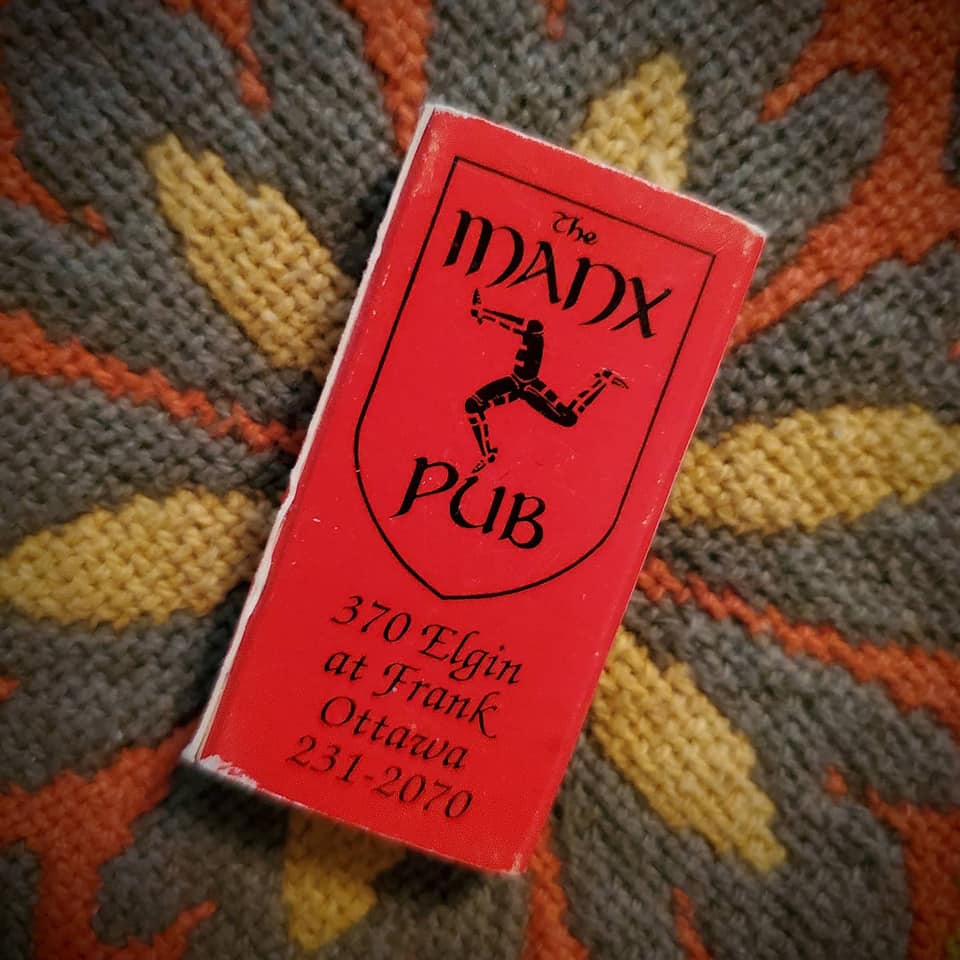 The
MANX
PUB
370 Elgin
at Frank
Ottawa
231-2070